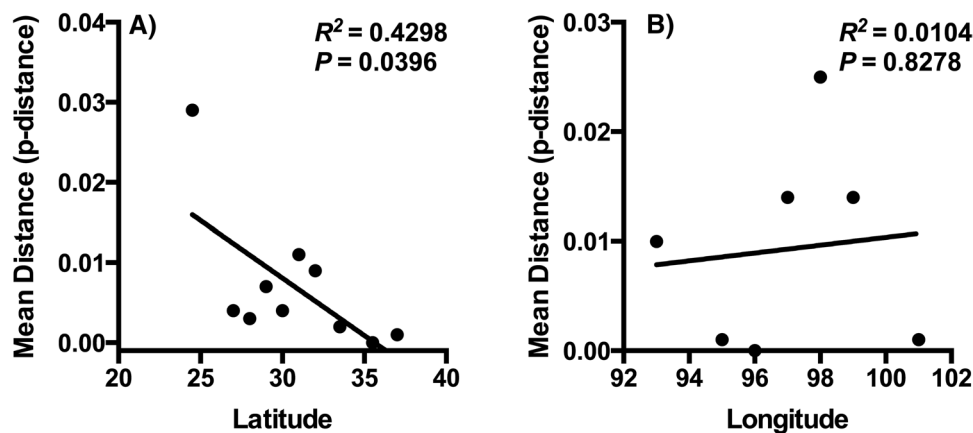 A)
R² = 0.4298
P = 0.0396
Mean Distance (p-distance)
0.04
0.03
0.02
0.01
0.00
20 25 30 35 40
Latitude
B)
R² = 0.0104
P = 0.8278
Mean Distance (p-distance)
0.03
0.02
0.01
0.00
92 94 96 98 100 102
Longitude